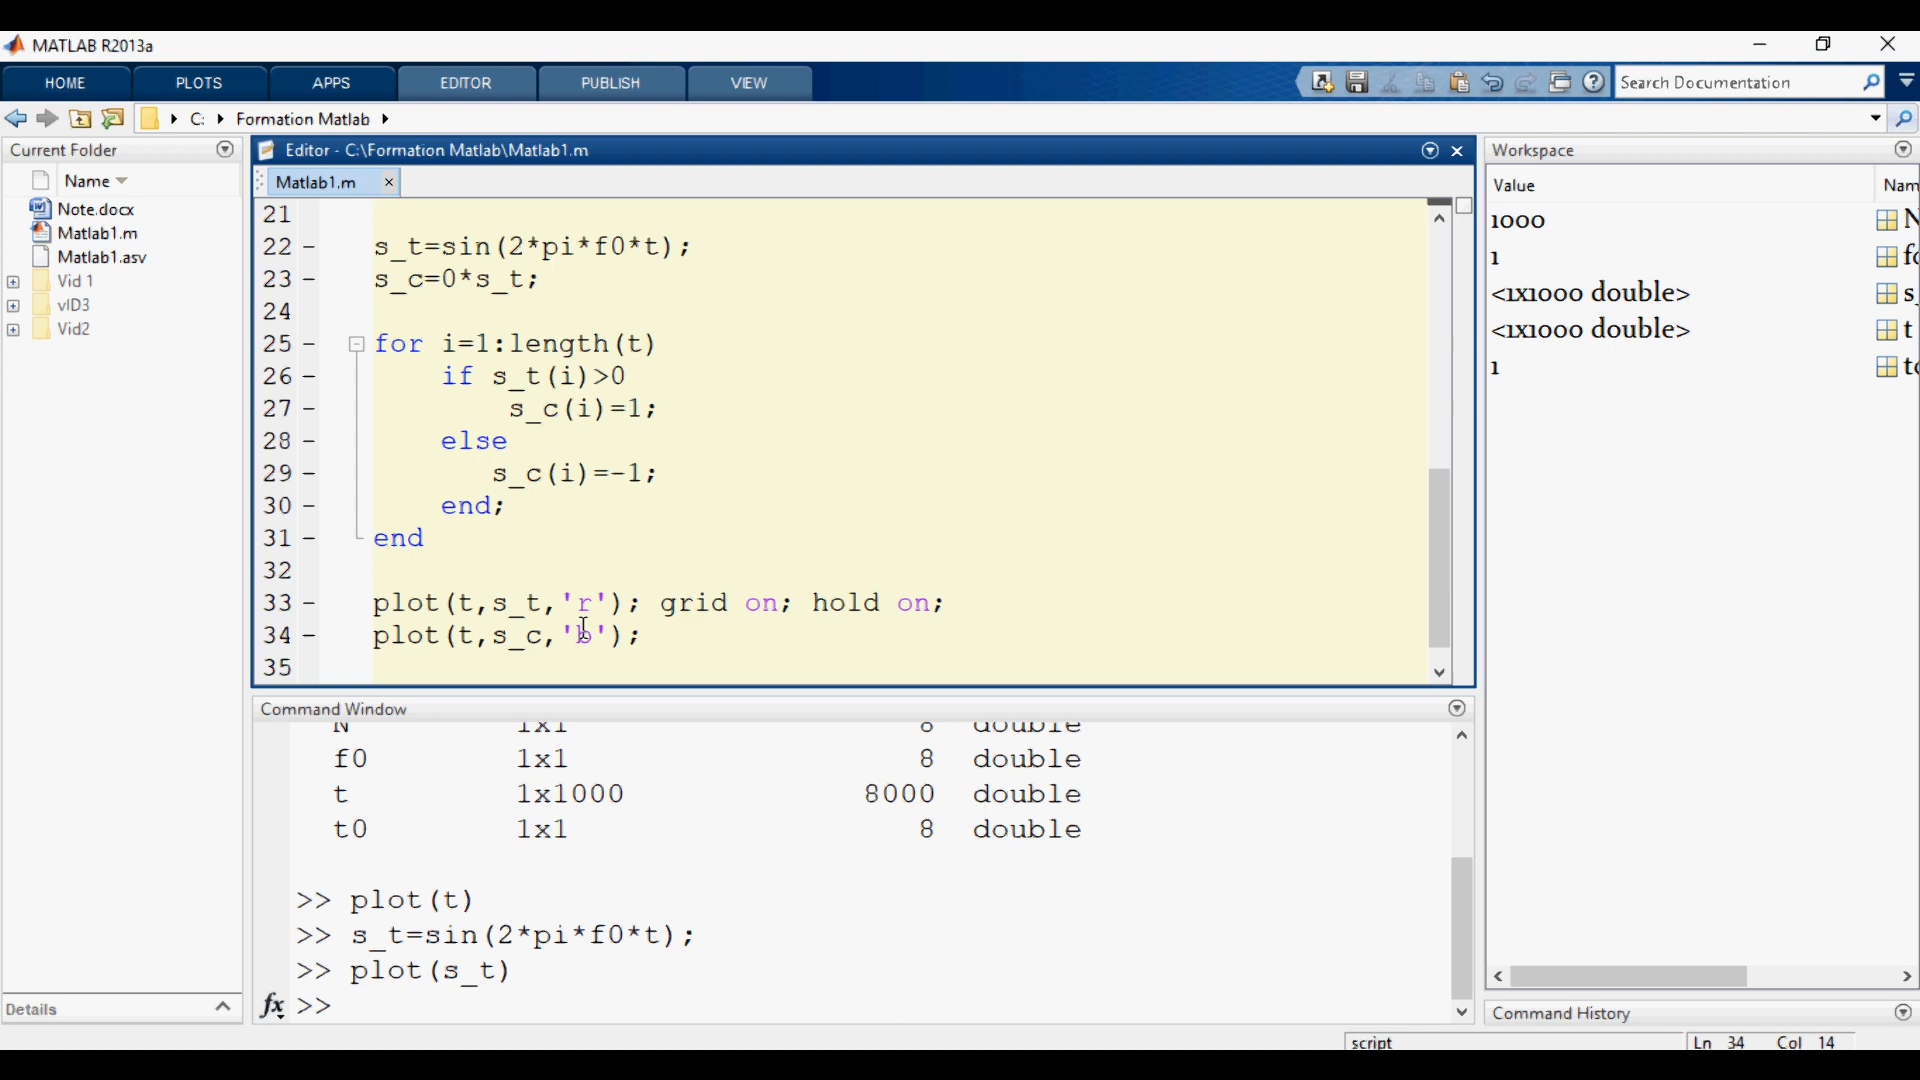 MATLAB R2013a
HOME PLOTS APPS EDITOR PUBLISH VIEW
Search Documentation
C: Formation Matlab
Current Folder
Name
Note.docx
Matlab1.m
Matlab1.asv
Vid 1
vID3
Vid2
Details
Editor - C:\Formation Matlab\Matlab1.m
Matlab1.m
21
22 - s_t=sin(2*pi*f0*t);
23 - s_c=0*s_t;
24
25 - for i=1:length(t)
26 - if s_t(i)>0
27 - s_c(i)=1;
28 - else
29 - s_c(i)=-1;
30 - end;
31 - end
32
33 - plot(t,s_t,'r'); grid on; hold on;
34 - plot(t,s_c,'b');
35
Command Window
N 1x1 8 double
f0 1x1 8 double
t 1x1000 8000 double
t0 1x1 8 double
>> plot(t)
>> s_t=sin(2*pi*f0*t);
>> plot(s_t)
fx >>
Workspace
Value
1000 N
1
<1x1000 double>
<1x1000 double> t
1
Command History
script Ln 34 Col 14